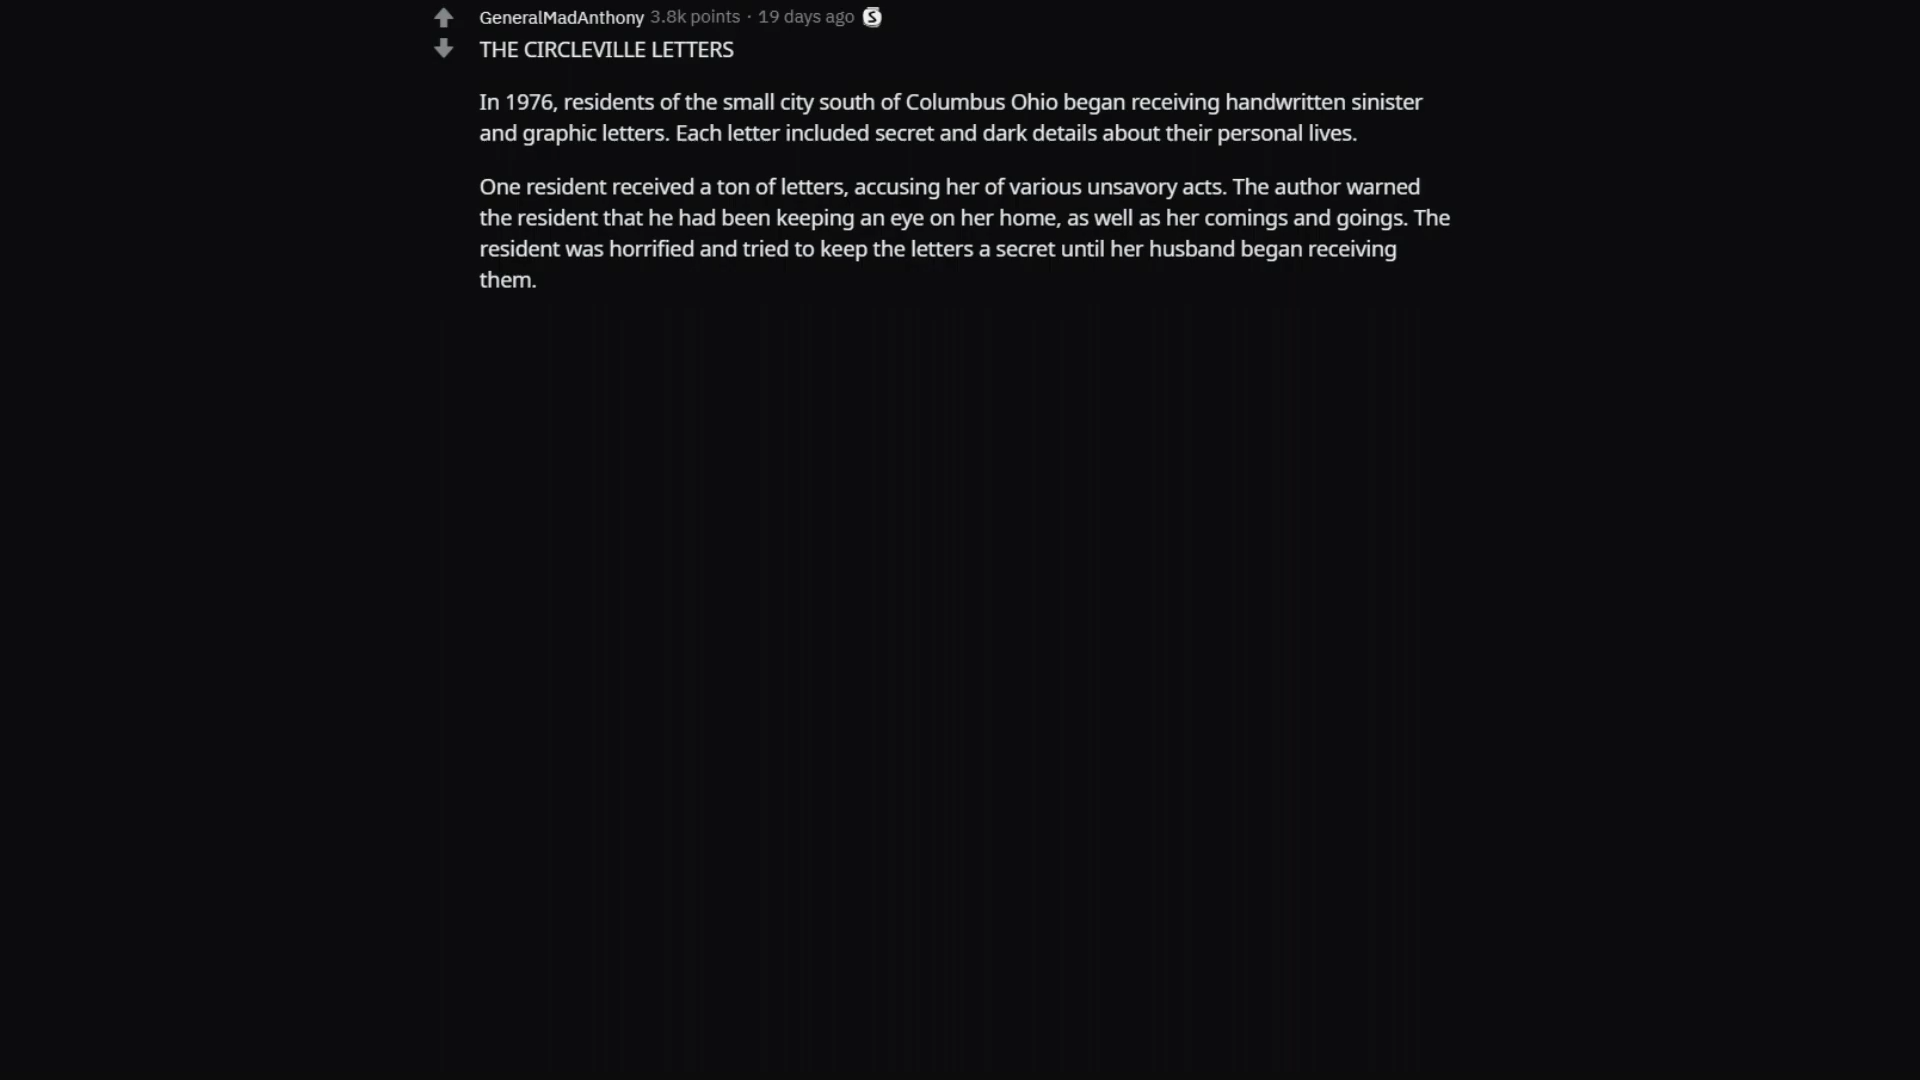 GeneralMadAnthony 3.8k points · 19 days ago S
THE CIRCLEVILLE LETTERS
In 1976, residents of the small city south of Columbus Ohio began receiving handwritten sinister
and graphic letters. Each letter included secret and dark details about their personal lives.
One resident received a ton of letters, accusing her of various unsavory acts. The author warned
the resident that he had been keeping an eye on her home, as well as her comings and goings. The
resident was horrified and tried to keep the letters a secret until her husband began receiving
them.